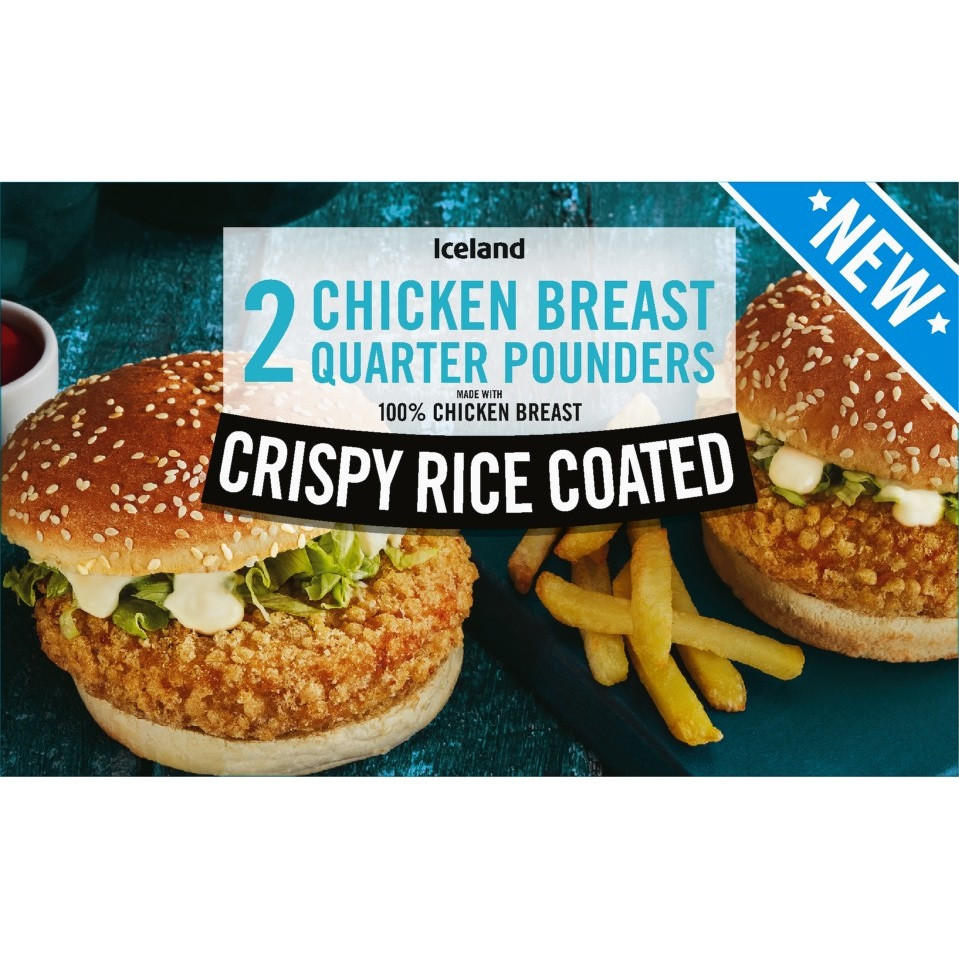 Iceland
2 CHICKEN BREAST
QUARTER POUNDERS
MADE WITH
100% CHICKEN BREAST
CRISPY RICE COATED
NEW